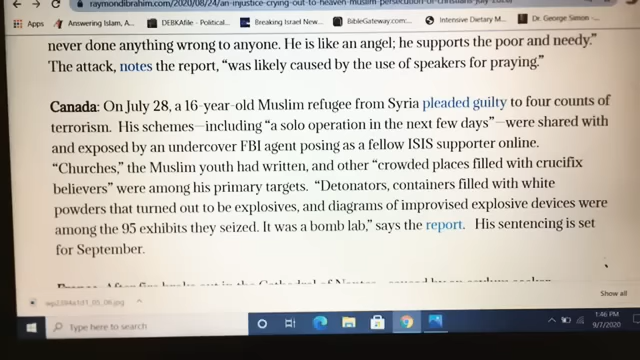 raymondibrahim.com/2020/08/24/an-injustice-crying-out-to-heaven-muslim-persecution-of-christians-july-2020/
Apps Answering Islam, A... DEBKAfile - Political... Breaking Israel New... BibleGateway.com:... Intensive Dietary M... Dr. George Simon -...
never done anything wrong to anyone. He is like an angel; he supports the poor and needy.”
The attack, notes the report, “was likely caused by the use of speakers for praying.”
Canada: On July 28, a 16-year-old Muslim refugee from Syria pleaded guilty to four counts of
terrorism. His schemes—including “a solo operation in the next few days”—were shared with
and exposed by an undercover FBI agent posing as a fellow ISIS supporter online.
“Churches,” the Muslim youth had written, and other “crowded places filled with crucifix
believers” were among his primary targets. “Detonators, containers filled with white
powders that turned out to be explosives, and diagrams of improvised explosive devices were
among the 95 exhibits they seized. It was a bomb lab,” says the report. His sentencing is set
for September.
Show all
Type here to search
1:46 PM
9/7/2020